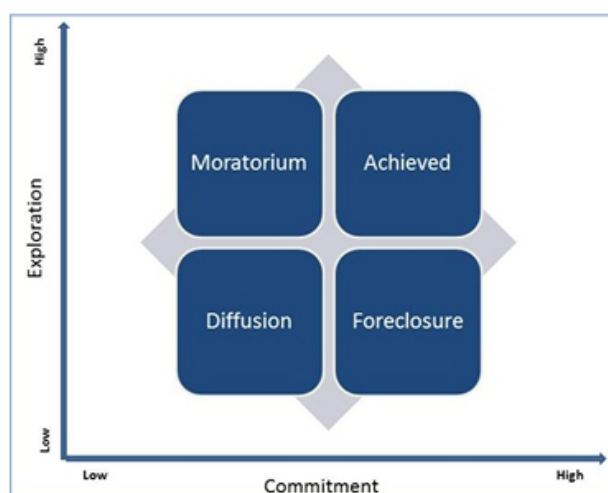 High
Moratorium
Achieved
Exploration
Diffusion
Foreclosure
Low
Low
High
Commitment